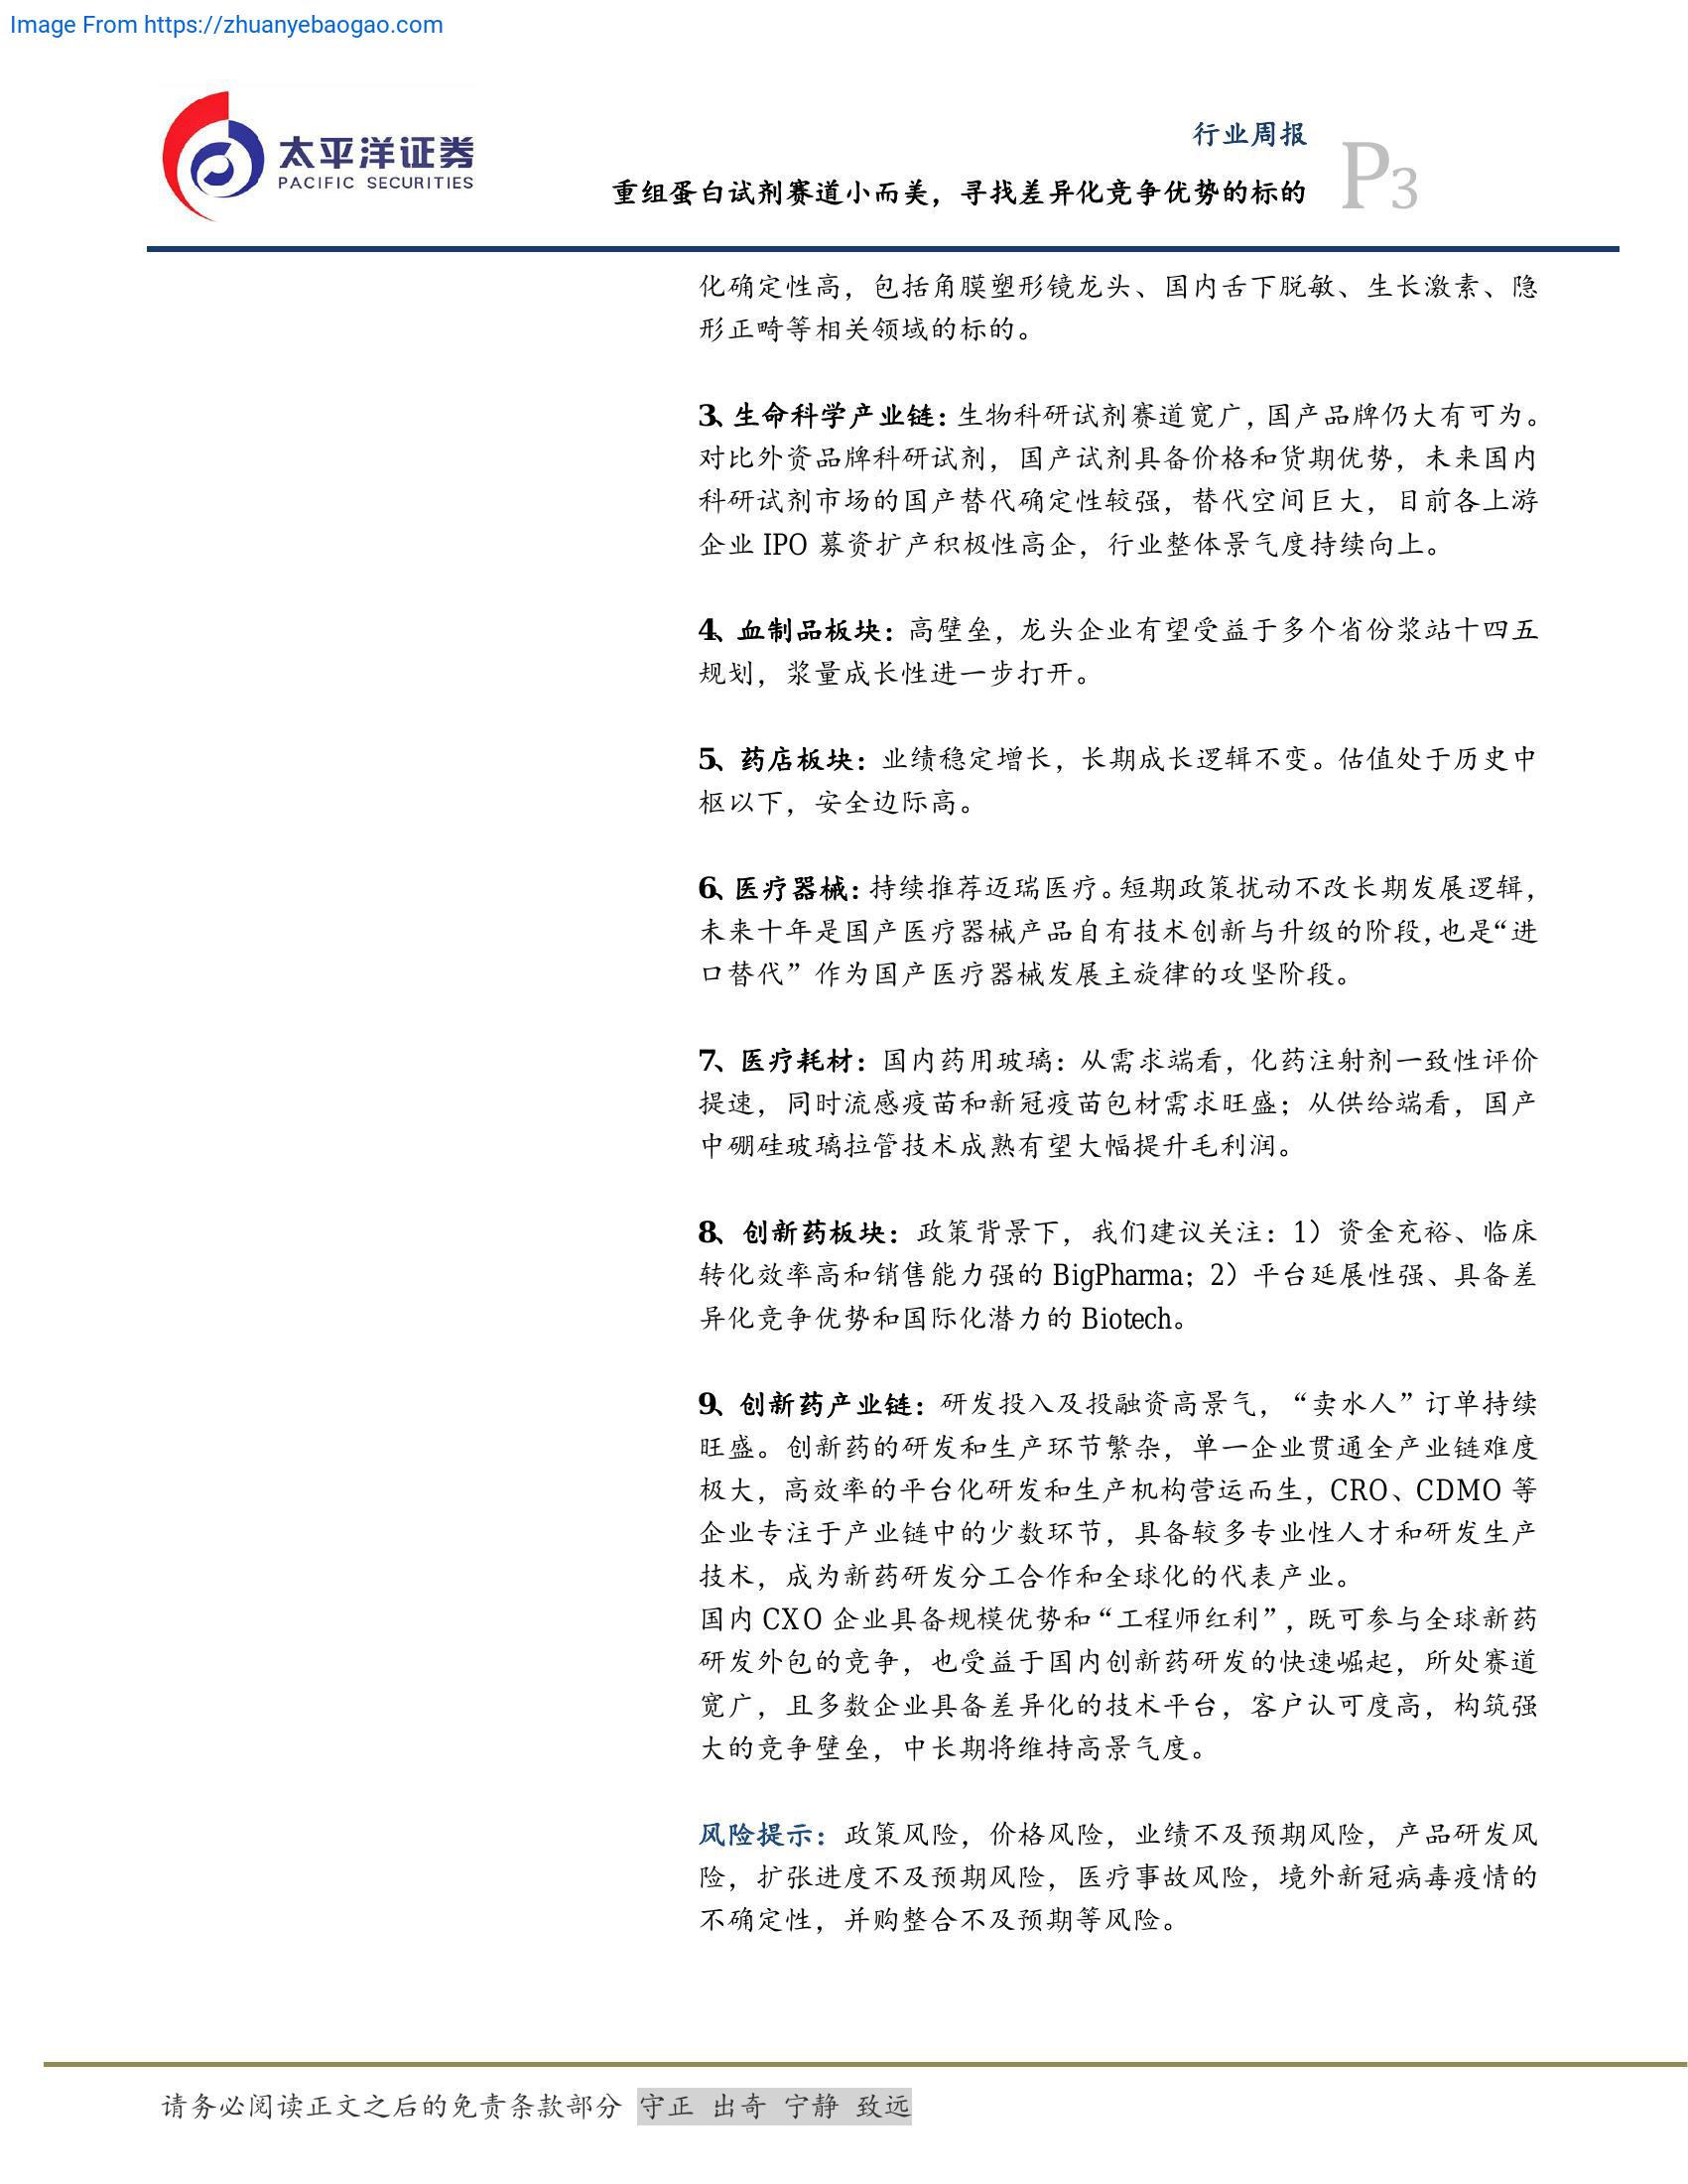 Image From https://zhuanyebaogao.com
太平洋证券
PACIFIC SECURITIES
行业周报
重组蛋白试剂赛道小而美，寻找差异化竞争优势的标的
P3
化确定性高，包括角膜塑形镜龙头、国内舌下脱敏、生长激素、隐
形正畸等相关领域的标的。
3、生命科学产业链：生物科研试剂赛道宽广，国产品牌仍大有可为。
对比外资品牌科研试剂，国产试剂具备价格和货期优势，未来国内
科研试剂市场的国产替代确定性较强，替代空间巨大，目前各上游
企业 IPO 募资扩产积极性高企，行业整体景气度持续向上。
4、血制品板块：高壁垒，龙头企业有望受益于多个省份浆站十四五
规划，浆量成长性进一步打开。
5、药店板块：业绩稳定增长，长期成长逻辑不变。估值处于历史中
枢以下，安全边际高。
6、医疗器械：持续推荐迈瑞医疗。短期政策扰动不改长期发展逻辑，
未来十年是国产医疗器械产品自有技术创新与升级的阶段，也是“进
口替代”作为国产医疗器械发展主旋律的攻坚阶段。
7、医疗耗材：国内药用玻璃：从需求端看，化药注射剂一致性评价
提速，同时流感疫苗和新冠疫苗包材需求旺盛；从供给端看，国产
中硼硅玻璃拉管技术成熟有望大幅提升毛利润。
8、创新药板块：政策背景下，我们建议关注：1）资金充裕、临床
转化效率高和销售能力强的 BigPharma；2）平台延展性强、具备差
异化竞争优势和国际化潜力的 Biotech。
9、创新药产业链：研发投入及投融资高景气，“卖水人”订单持续
旺盛。创新药的研发和生产环节繁杂，单一企业贯通全产业链难度
极大，高效率的平台化研发和生产机构营运而生，CRO、CDMO 等
企业专注于产业链中的少数环节，具备较多专业性人才和研发生产
技术，成为新药研发分工合作和全球化的代表产业。
国内 CXO 企业具备规模优势和“工程师红利”，既可参与全球新药
研发外包的竞争，也受益于国内创新药研发的快速崛起，所处赛道
宽广，且多数企业具备差异化的技术平台，客户认可度高，构筑强
大的竞争壁垒，中长期将维持高景气度。
风险提示：政策风险，价格风险，业绩不及预期风险，产品研发风
险，扩张进度不及预期风险，医疗事故风险，境外新冠病毒疫情的
不确定性，并购整合不及预期等风险。
请务必阅读正文之后的免责条款部分 守正 出奇 宁静 致远